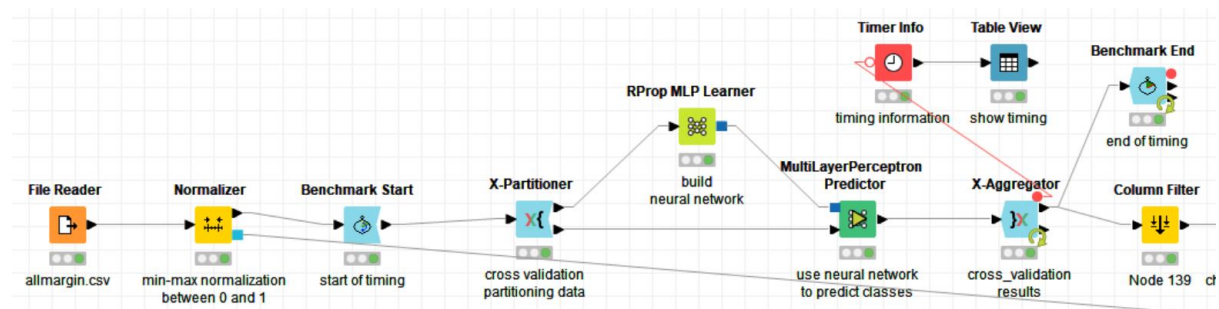 Timer Info
Table View
Benchmark End
RProp MLP Learner
timing information
show timing
end of timing
MultiLayerPerceptron
Predictor
File Reader
Normalizer
Benchmark Start
X-Partitioner
build
neural network
X-Aggregator
Column Filter
allmargin.csv
min-max normalization
between 0 and 1
start of timing
cross validation
partitioning data
use neural network
to predict classes
cross_validation
results
Node 139
ch